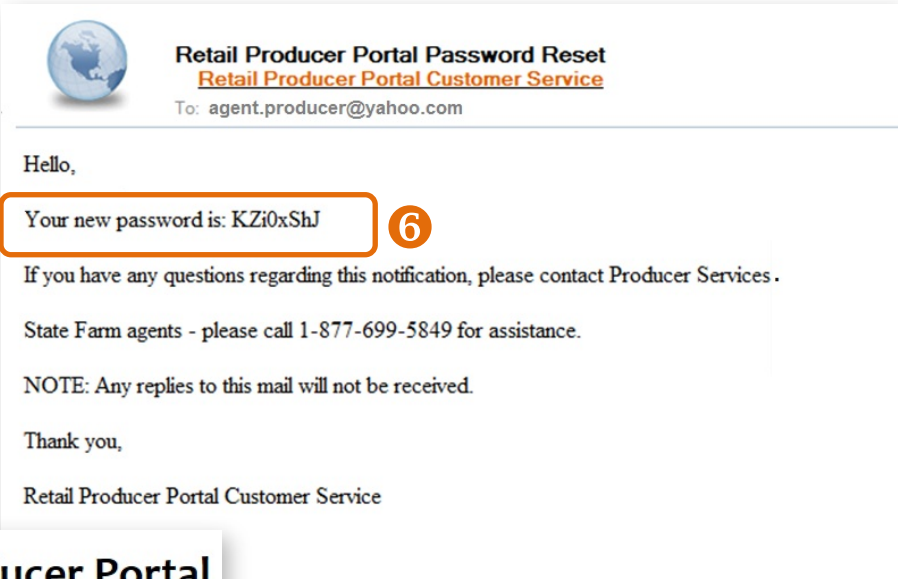 Retail Producer Portal Password Reset
Retail Producer Portal Customer Service
To: agent.producer@yahoo.com
Hello,
Your new password is: KZi0xShJ
6
If you have any questions regarding this notification, please contact Producer Services.
State Farm agents - please call 1-877-699-5849 for assistance.
NOTE: Any replies to this mail will not be received.
Thank you,
Retail Producer Portal Customer Service
ucer Portal